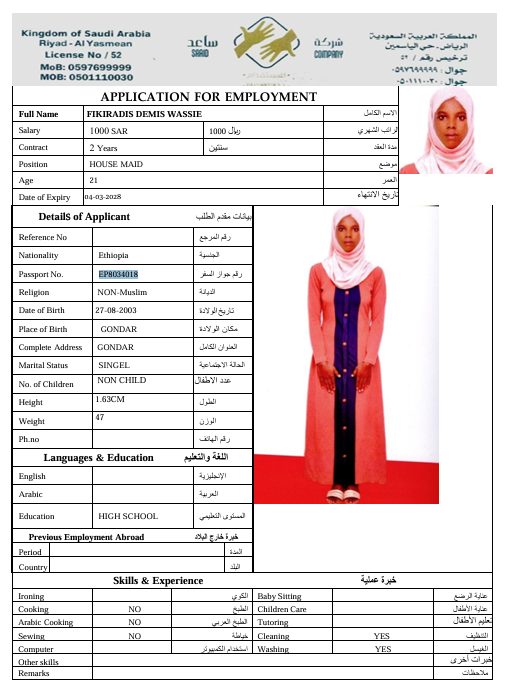 Kingdom of Saudi Arabia
Riyad - Al Yasmean
License No / 52
MoB: 0597699999
MOB: 0501110030
ساعد
SAAID
شركة
COMPANY
المملكة العربية السعودية
الرياض - حي الياسمين
ترخيص رقم / ٥٢
جوال : ٠٥٩٧٦٩٩٩٩٩
جوال : ٠٥٠١١١٠٠٣٠
APPLICATION FOR EMPLOYMENT
Full Name FIKIRADIS DEMIS WASSIE الاسم الكامل
Salary 1000 SAR 1000 ريال الراتب الشهري
Contract 2 Years سنتين مدة العقد
Position HOUSE MAID موضع
Age 21 العمر
Date of Expiry 04-03-2028 تاريخ الانتهاء
Details of Applicant بيانات مقدم الطلب
Reference No رقم المرجع
Nationality Ethiopia الجنسية
Passport No. EP8034018 رقم جواز السفر
Religion NON-Muslim الديانة
Date of Birth 27-08-2003 تاريخ الولادة
Place of Birth GONDAR مكان الولادة
Complete Address GONDAR العنوان الكامل
Marital Status SINGEL الحالة الاجتماعية
No. of Children NON CHILD عدد الاطفال
Height 1.63CM الطول
Weight 47 الوزن
Ph.no رقم الهاتف
Languages & Education اللغة والتعليم
English الإنجليزية
Arabic العربية
Education HIGH SCHOOL المستوى التعليمي
Previous Employment Abroad خبرة خارج البلاد
Period المدة
Country البلد
Skills & Experience خبرة عملية
Ironing الكوي Baby Sitting عناية الرضع
Cooking NO الطبخ Children Care عناية الأطفال
Arabic Cooking NO الطبخ العربي Tutoring تعليم الأطفال
Sewing NO خياطة Cleaning YES التنظيف
Computer استخدام الكمبيوتر Washing YES الغيسل
Other skills خبرات أخرى
Remarks ملاحظات